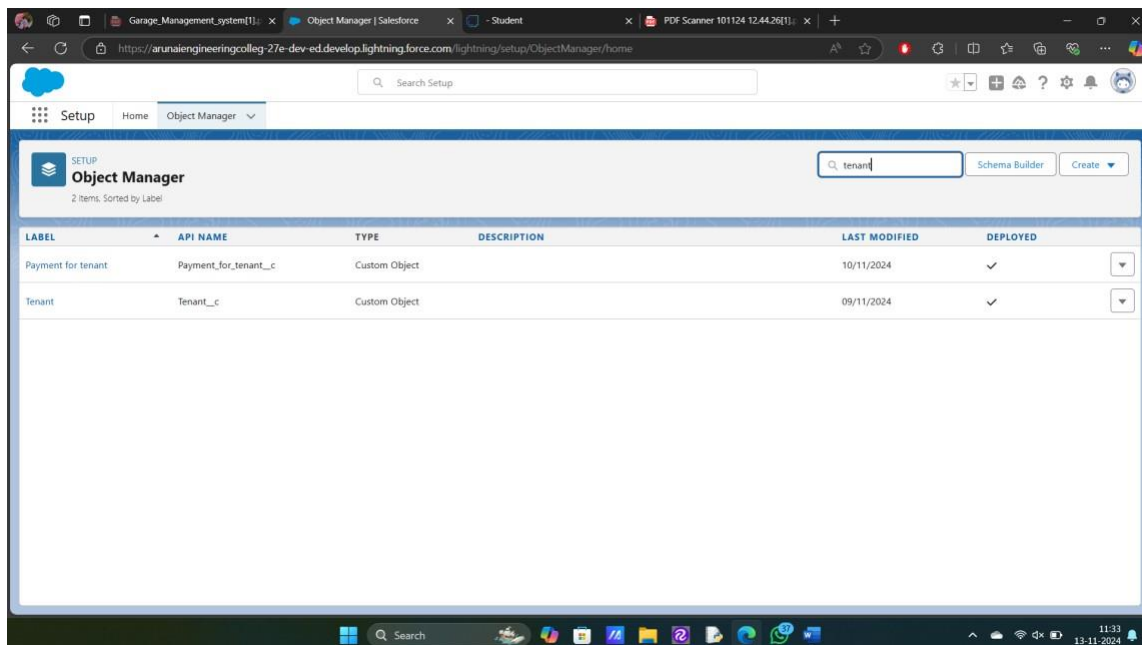 Garage_Management_system[1].
Object Manager | Salesforce
- Student
PDF Scanner 101124 12.44.26[1].
https://arunaiengineeringcolleg-27e-dev-ed.develop.lightning.force.com/lightning/setup/ObjectManager/home
Search Setup
Setup Home Object Manager
SETUP
Object Manager
2 Items, Sorted by Label
tenant
Schema Builder
Create
LABEL API NAME TYPE DESCRIPTION LAST MODIFIED DEPLOYED
Payment for tenant Payment_for_tenant__c Custom Object 10/11/2024
Tenant Tenant__c Custom Object 09/11/2024
Search
37
11:33
13-11-2024